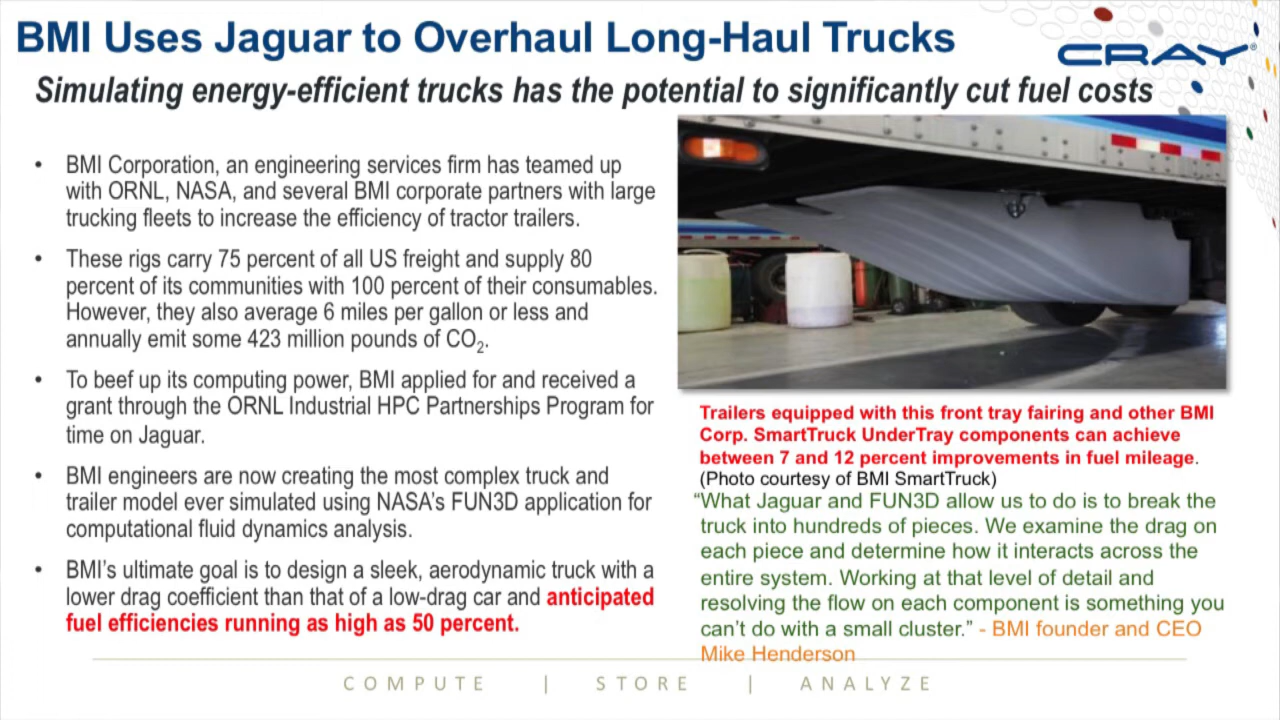 BMI Uses Jaguar to Overhaul Long-Haul Trucks
CRAY®
Simulating energy-efficient trucks has the potential to significantly cut fuel costs
• BMI Corporation, an engineering services firm has teamed up
with ORNL, NASA, and several BMI corporate partners with large
trucking fleets to increase the efficiency of tractor trailers.
• These rigs carry 75 percent of all US freight and supply 80
percent of its communities with 100 percent of their consumables.
However, they also average 6 miles per gallon or less and
annually emit some 423 million pounds of CO₂.
• To beef up its computing power, BMI applied for and received a
grant through the ORNL Industrial HPC Partnerships Program for
time on Jaguar.
• BMI engineers are now creating the most complex truck and
trailer model ever simulated using NASA's FUN3D application for
computational fluid dynamics analysis.
• BMI's ultimate goal is to design a sleek, aerodynamic truck with a
lower drag coefficient than that of a low-drag car and anticipated
fuel efficiencies running as high as 50 percent.
Trailers equipped with this front tray fairing and other BMI
Corp. SmartTruck UnderTray components can achieve
between 7 and 12 percent improvements in fuel mileage.
(Photo courtesy of BMI SmartTruck)
“What Jaguar and FUN3D allow us to do is to break the
truck into hundreds of pieces. We examine the drag on
each piece and determine how it interacts across the
entire system. Working at that level of detail and
resolving the flow on each component is something you
can't do with a small cluster.” - BMI founder and CEO
Mike Henderson
COMPUTE | STORE | ANALYZE